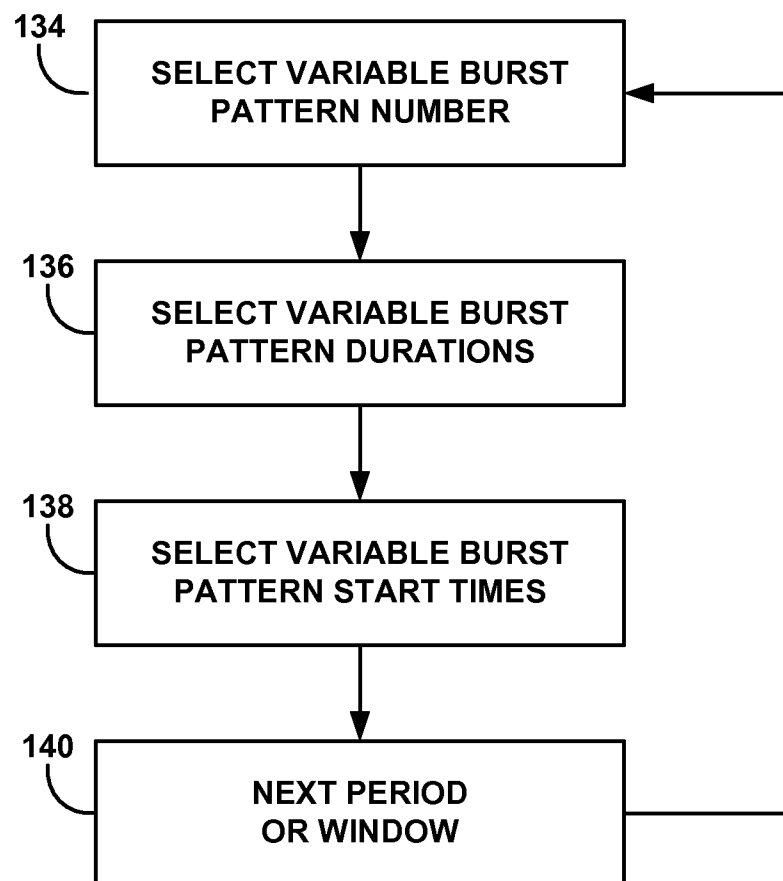 134
SELECT VARIABLE BURST
PATTERN NUMBER
136
SELECT VARIABLE BURST
PATTERN DURATIONS
138
SELECT VARIABLE BURST
PATTERN START TIMES
140
NEXT PERIOD
OR WINDOW